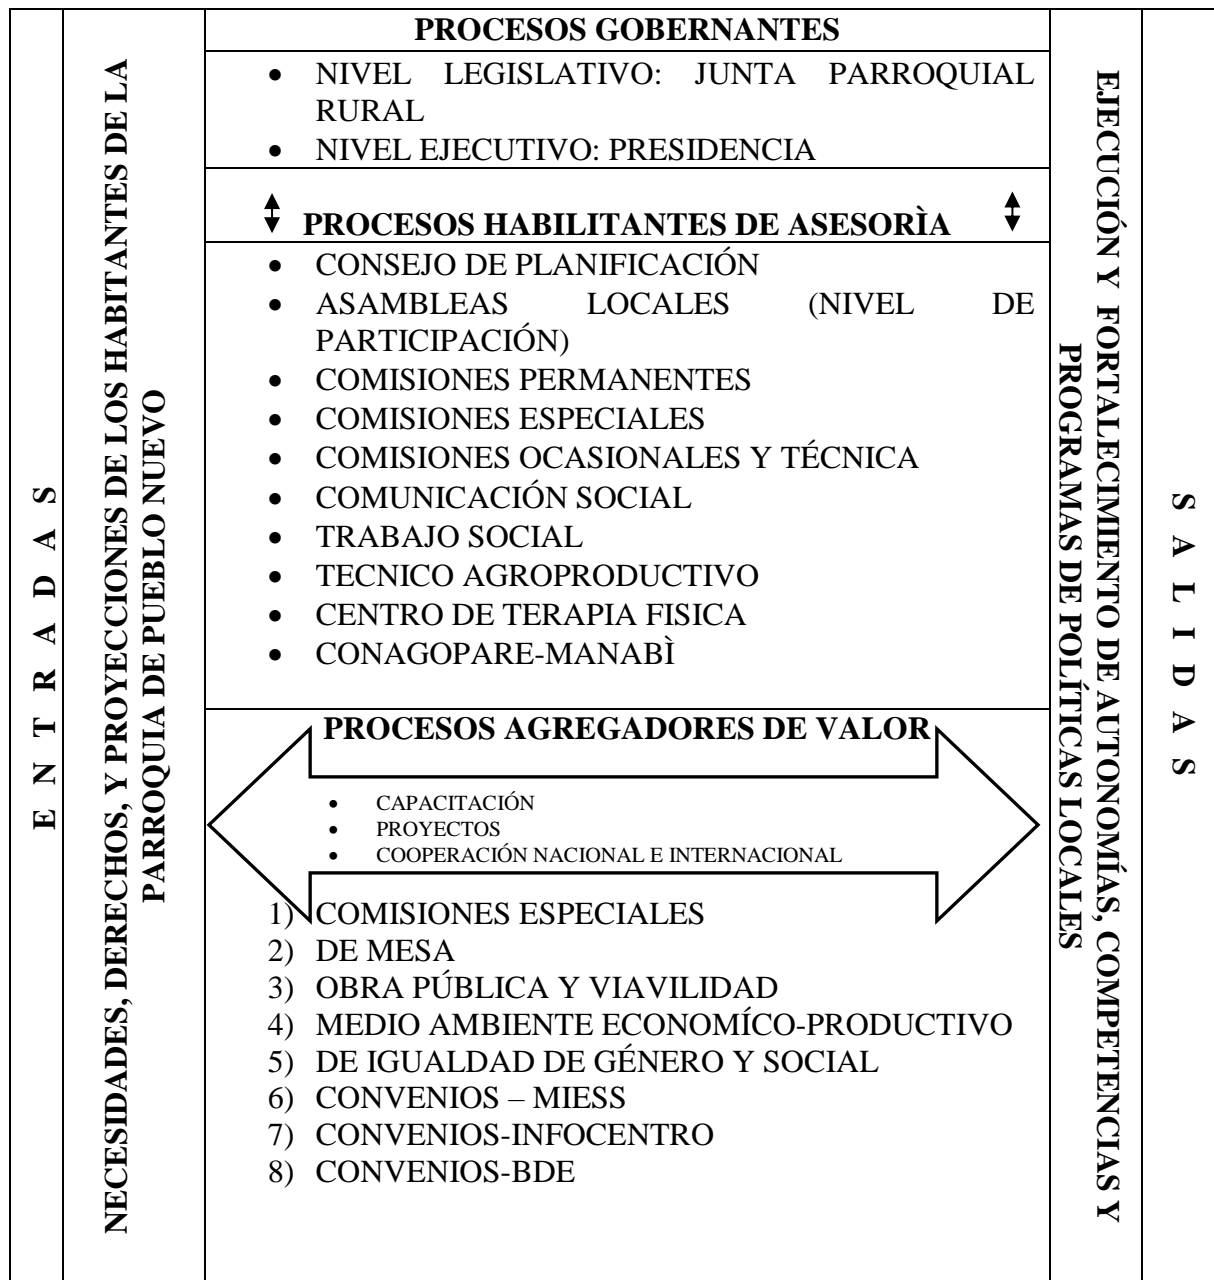 ENTRADAS
NECESIDADES, DERECHOS, Y PROYECCIONES DE LOS HABITANTES DE LA
PARROQUIA DE PUEBLO NUEVO
PROCESOS GOBERNANTES
• NIVEL LEGISLATIVO: JUNTA PARROQUIAL
RURAL
• NIVEL EJECUTIVO: PRESIDENCIA
PROCESOS HABILITANTES DE ASESORÌA
• CONSEJO DE PLANIFICACIÓN
• ASAMBLEAS LOCALES (NIVEL DE
PARTICIPACIÓN)
• COMISIONES PERMANENTES
• COMISIONES ESPECIALES
• COMISIONES OCASIONALES Y TÉCNICA
• COMUNICACIÓN SOCIAL
• TRABAJO SOCIAL
• TECNICO AGROPRODUCTIVO
• CENTRO DE TERAPIA FISICA
• CONAGOPARE-MANABÌ
PROCESOS AGREGADORES DE VALOR
• CAPACITACIÓN
• PROYECTOS
• COOPERACIÓN NACIONAL E INTERNACIONAL
1) COMISIONES ESPECIALES
2) DE MESA
3) OBRA PÚBLICA Y VIAVILIDAD
4) MEDIO AMBIENTE ECONOMÍCO-PRODUCTIVO
5) DE IGUALDAD DE GÉNERO Y SOCIAL
6) CONVENIOS – MIESS
7) CONVENIOS-INFOCENTRO
8) CONVENIOS-BDE
EJECUCIÓN Y FORTALECIMIENTO DE AUTONOMÍAS, COMPETENCIAS Y
PROGRAMAS DE POLÍTICAS LOCALES
SALIDAS